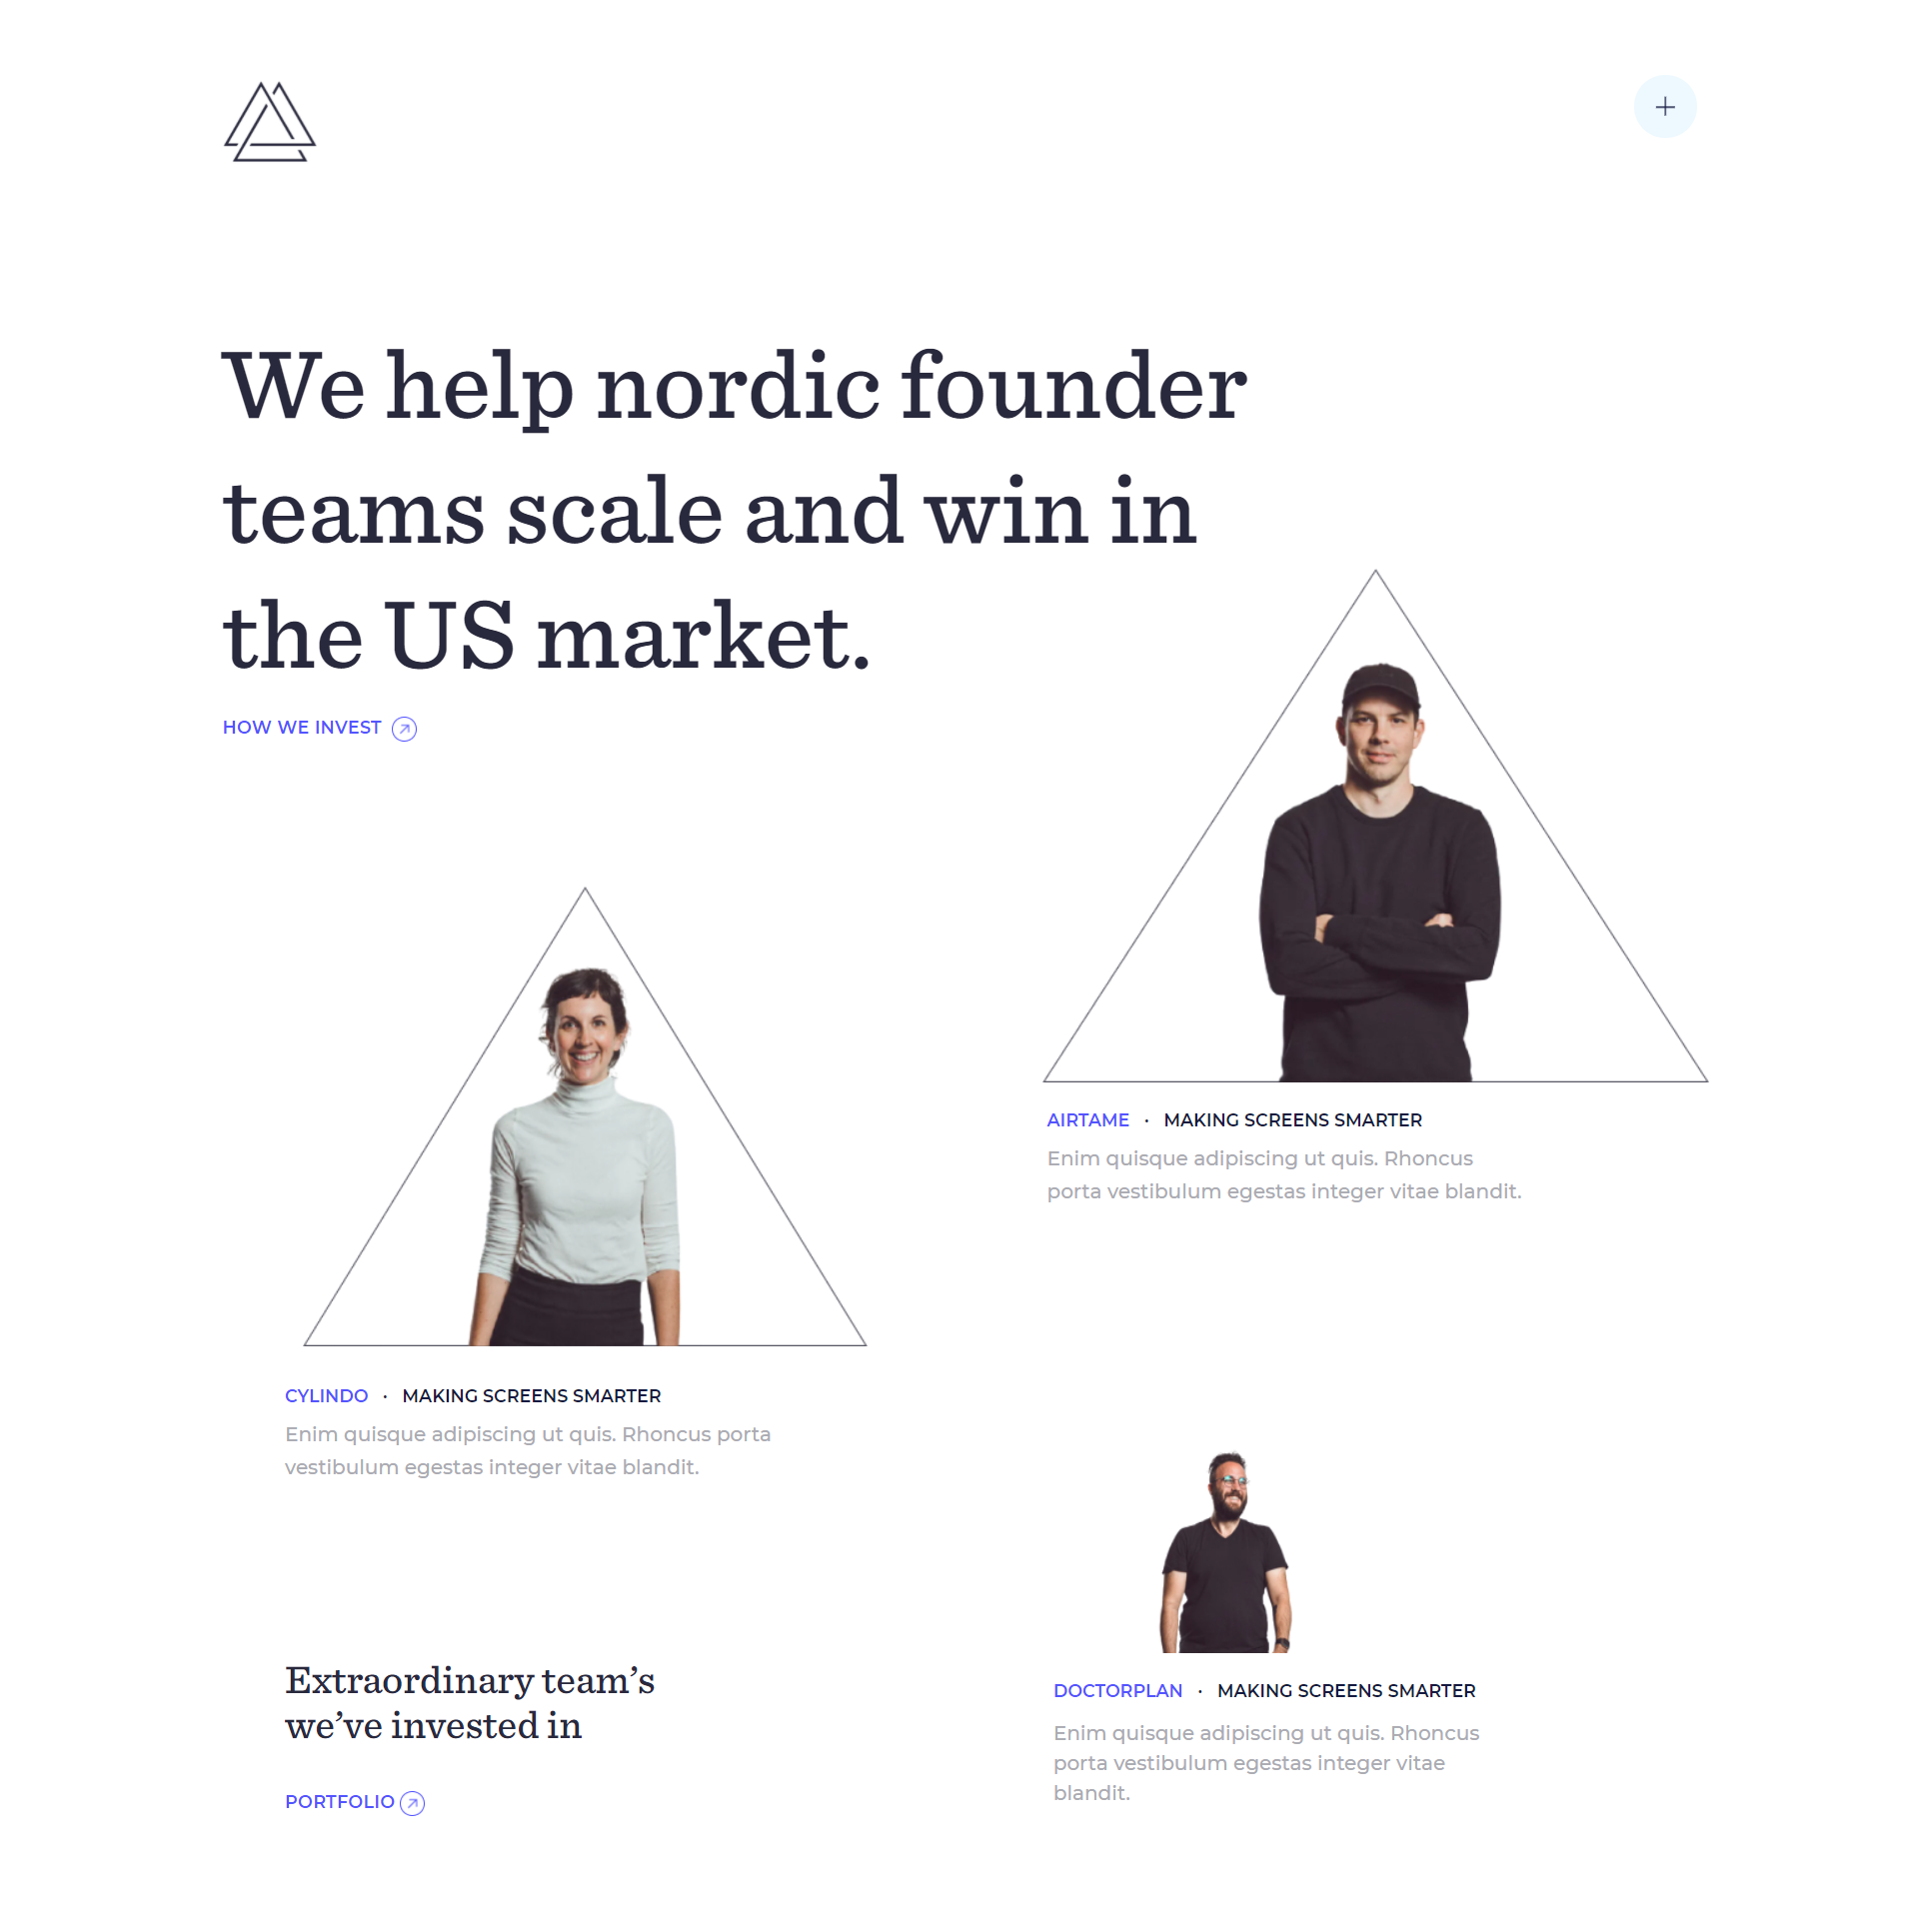 We help nordic founder
teams scale and win in
the US market.
HOW WE INVEST
AIRTAME · MAKING SCREENS SMARTER
Enim quisque adipiscing ut quis. Rhoncus
porta vestibulum egestas integer vitae blandit.
CYLINDO · MAKING SCREENS SMARTER
Enim quisque adipiscing ut quis. Rhoncus porta
vestibulum egestas integer vitae blandit.
Extraordinary team’s
we’ve invested in
PORTFOLIO
DOCTORPLAN · MAKING SCREENS SMARTER
Enim quisque adipiscing ut quis. Rhoncus
porta vestibulum egestas integer vitae
blandit.